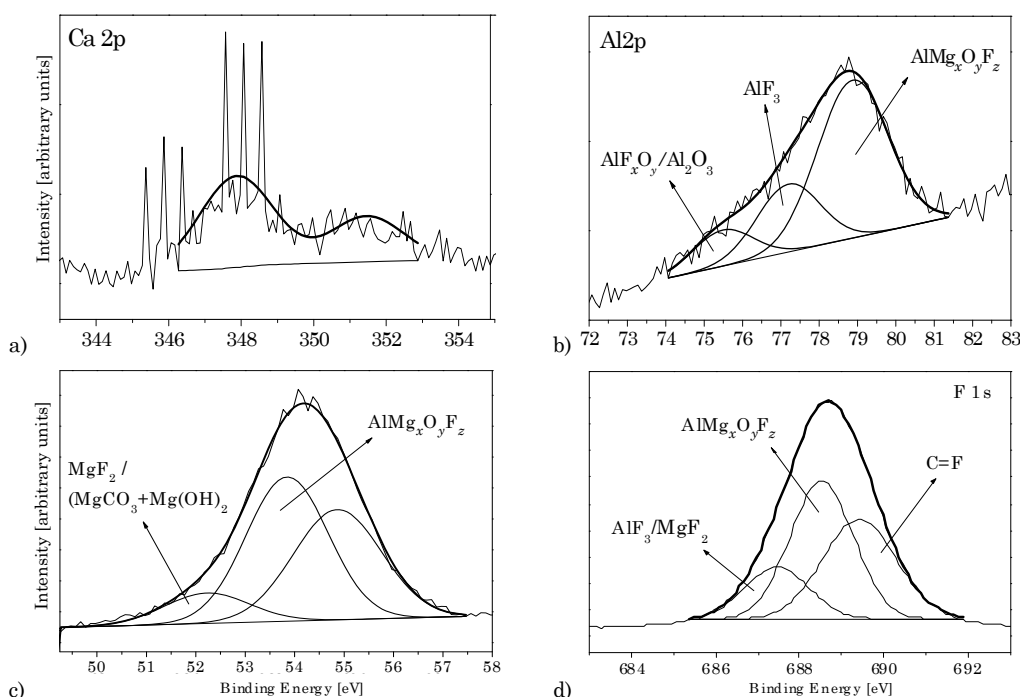 Ca 2p
Intensity [arbitrary units]
344 346 348 350 352 354
a)
Al2p
AlMgxOyFz
AlF3
AlFxOy/Al2O3
72 73 74 75 76 77 78 79 80 81 82 83
b)
Intensity [arbitrary units]
AlMgxOyFz
MgF2 /
(MgCO3+Mg(OH)2
50 51 52 53 54 55 56 57 58
Binding Energy [eV]
c)
F 1s
AlMgxOyFz
C=F
AlF3/MgF2
684 686 688 690 692
Binding Energy [eV]
d)